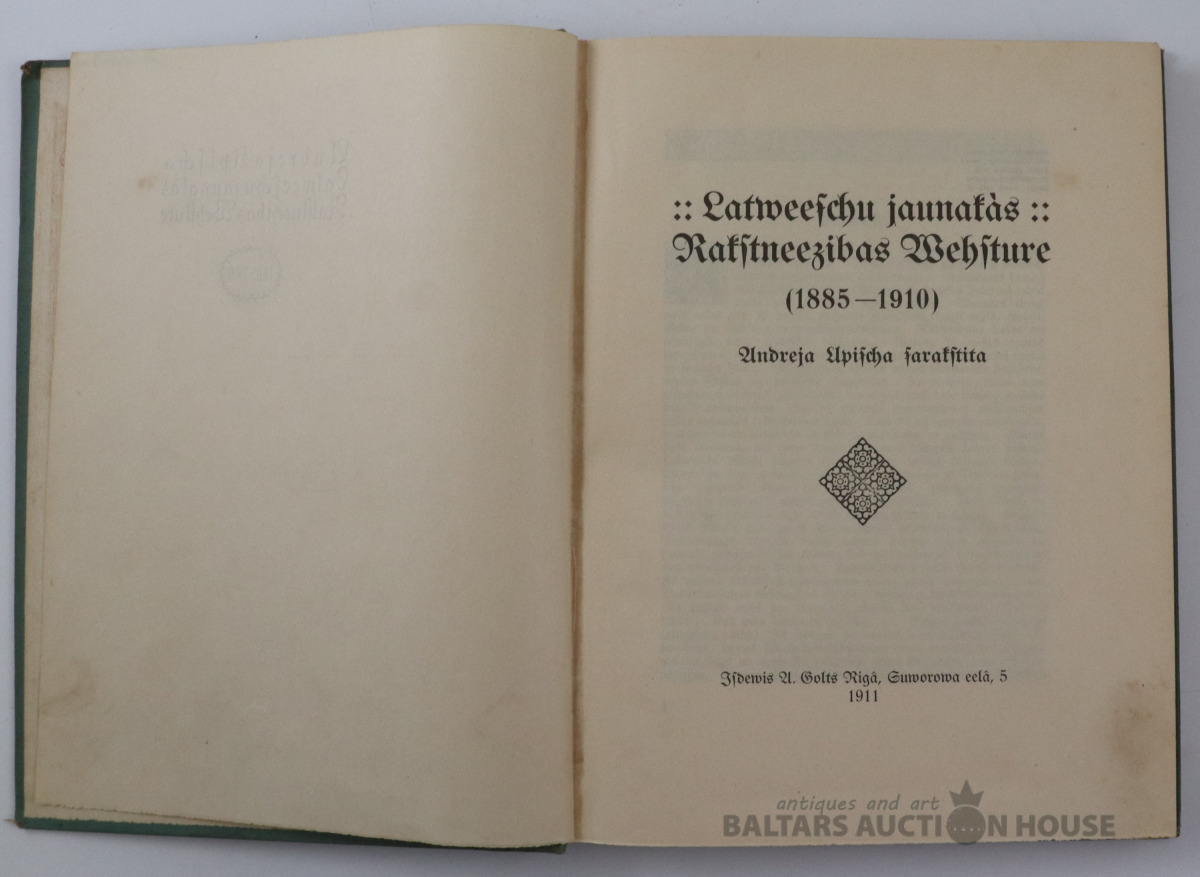 :: Latweeſchu jaunakàs ::
Rakſtneezibas Wehſture
(1885—1910)
Andreja Upiſcha ſarakſtita
Iſdewis A. Golts Rigâ, Suworowa eelâ, 5
1911
antiques and art
BALTARS AUCTION HOUSE